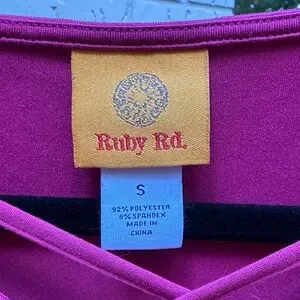 Ruby Rd.
S
92% POLYESTER
8% SPANDEX
MADE IN
CHINA